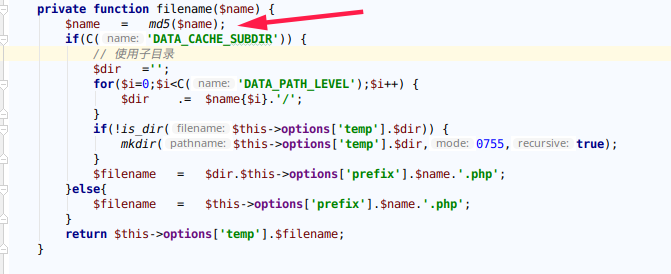 private function filename($name) {
$name = md5($name);
if(C( name: 'DATA_CACHE_SUBDIR')) {
// 使用子目录
$dir ='';
for($i=0;$i<C( name: 'DATA_PATH_LEVEL');$i++) {
$dir .= $name{$i}.'/';
}
if(!is_dir( filename: $this->options['temp'].$dir)) {
mkdir( pathname: $this->options['temp'].$dir, mode: 0755, recursive: true);
}
$filename = $dir.$this->options['prefix'].$name.'.php';
}else{
$filename = $this->options['prefix'].$name.'.php';
}
return $this->options['temp'].$filename;
}